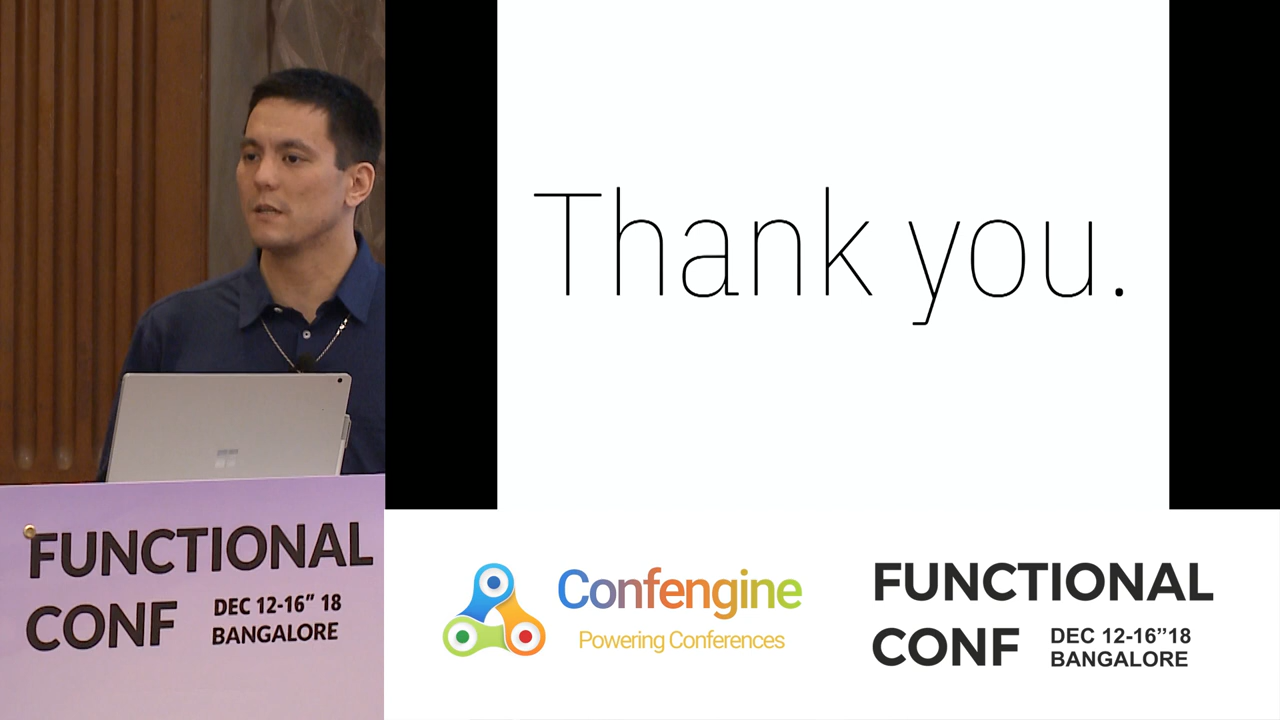 Thank you.
FUNCTIONAL
CONF
DEC 12-16” 18
BANGALORE
Confengine
Powering Conferences
FUNCTIONAL
CONF
DEC 12-16”18
BANGALORE